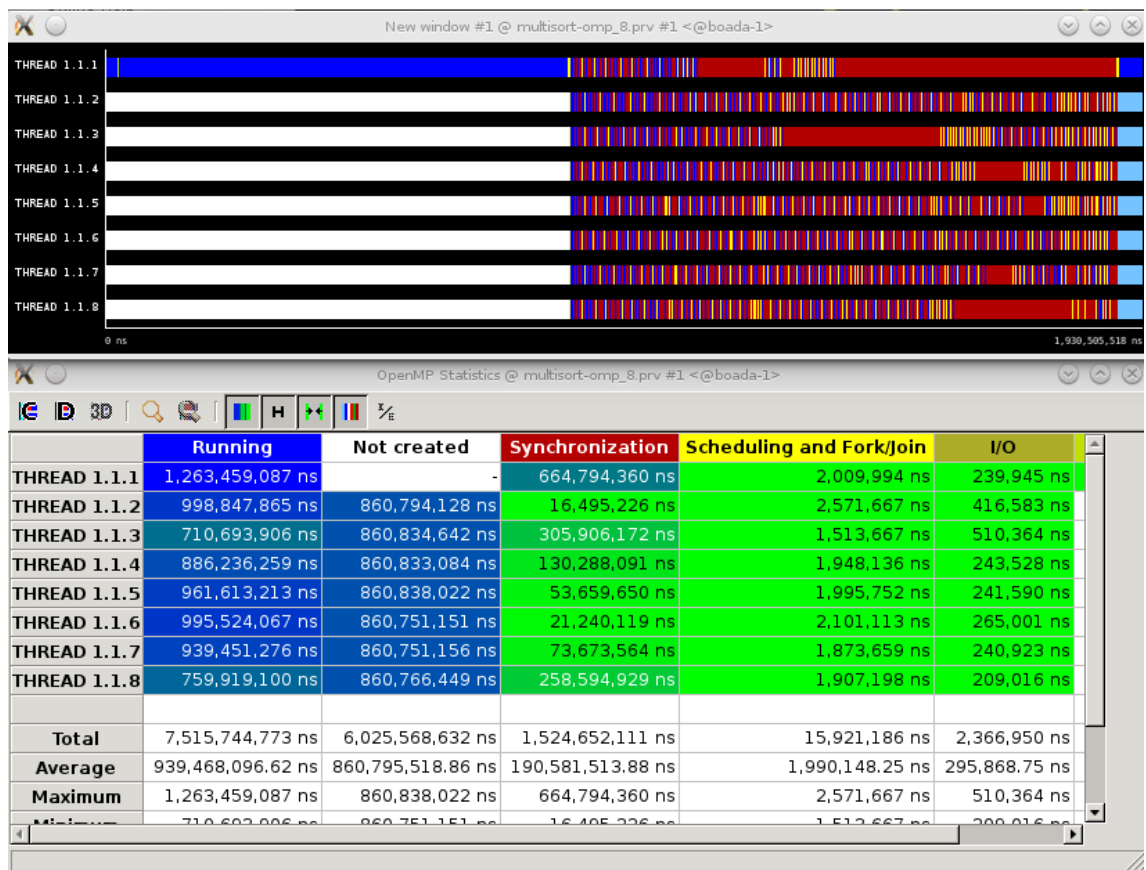 New window #1 @ multisort-omp_8.prv #1 <@boada-1>
THREAD 1.1.1
THREAD 1.1.2
THREAD 1.1.3
THREAD 1.1.4
THREAD 1.1.5
THREAD 1.1.6
THREAD 1.1.7
THREAD 1.1.8
0 ns 1,930,505,518 ns
OpenMP Statistics @ multisort-omp_8.prv #1 <@boada-1>
3D
Running Not created Synchronization Scheduling and Fork/Join I/O
THREAD 1.1.1 1,263,459,087 ns - 664,794,360 ns 2,009,994 ns 239,945 ns
THREAD 1.1.2 998,847,865 ns 860,794,128 ns 16,495,226 ns 2,571,667 ns 416,583 ns
THREAD 1.1.3 710,693,906 ns 860,834,642 ns 305,906,172 ns 1,513,667 ns 510,364 ns
THREAD 1.1.4 886,236,259 ns 860,833,084 ns 130,288,091 ns 1,948,136 ns 243,528 ns
THREAD 1.1.5 961,613,213 ns 860,838,022 ns 53,659,650 ns 1,995,752 ns 241,590 ns
THREAD 1.1.6 995,524,067 ns 860,751,151 ns 21,240,119 ns 2,101,113 ns 265,001 ns
THREAD 1.1.7 939,451,276 ns 860,751,156 ns 73,673,564 ns 1,873,659 ns 240,923 ns
THREAD 1.1.8 759,919,100 ns 860,766,449 ns 258,594,929 ns 1,907,198 ns 209,016 ns
Total 7,515,744,773 ns 6,025,568,632 ns 1,524,652,111 ns 15,921,186 ns 2,366,950 ns
Average 939,468,096.62 ns 860,795,518.86 ns 190,581,513.88 ns 1,990,148.25 ns 295,868.75 ns
Maximum 1,263,459,087 ns 860,838,022 ns 664,794,360 ns 2,571,667 ns 510,364 ns